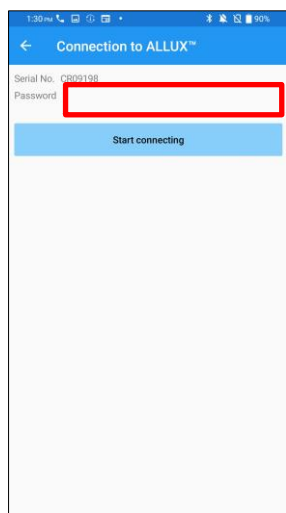 1:30 PM 90%
Connection to ALLUX™
Serial No. CR09198
Password
Start connecting